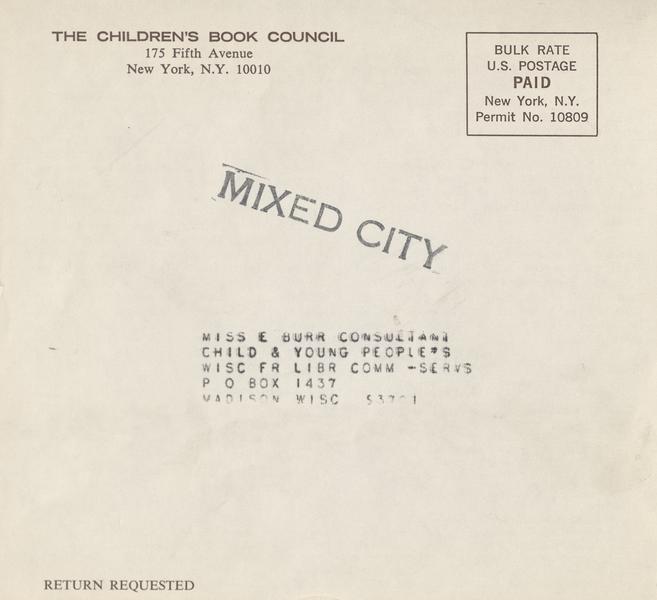 THE CHILDREN'S BOOK COUNCIL
175 Fifth Avenue
New York, N.Y. 10010
BULK RATE
U.S. POSTAGE
PAID
New York, N.Y.
Permit No. 10809
MIXED CITY
MISS E BURR CONSULTANT
CHILD & YOUNG PEOPLE*S
WISC FR LIBR COMM -SERVS
P O BOX 1437
MADISON WISC 53701
RETURN REQUESTED